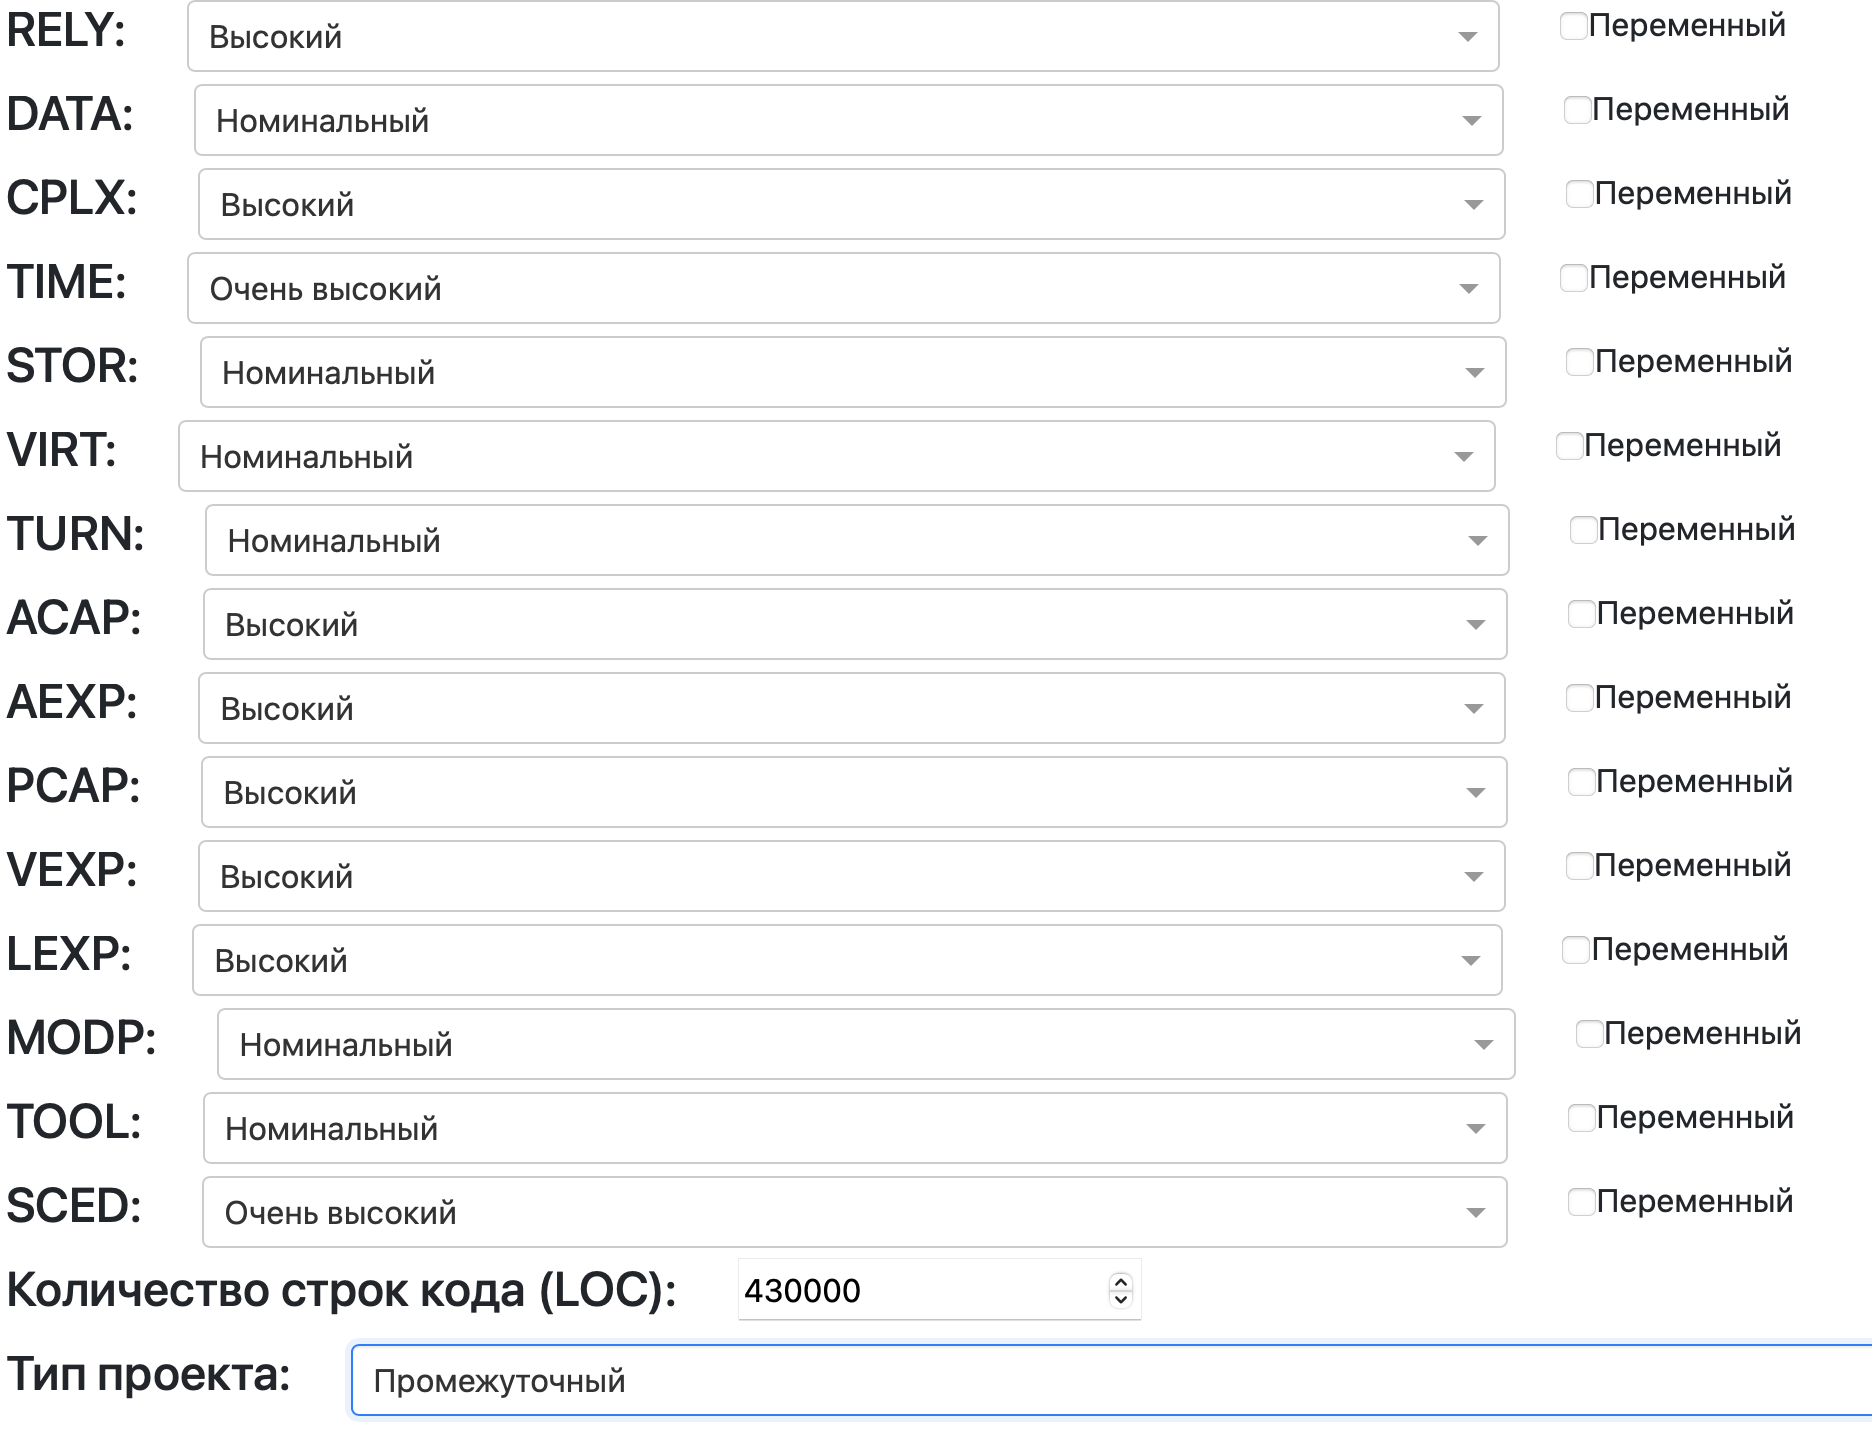 RELY: Высокий Переменный
DATA: Номинальный Переменный
CPLX: Высокий Переменный
TIME: Очень высокий Переменный
STOR: Номинальный Переменный
VIRT: Номинальный Переменный
TURN: Номинальный Переменный
ACAP: Высокий Переменный
AEXP: Высокий Переменный
PCAP: Высокий Переменный
VEXP: Высокий Переменный
LEXP: Высокий Переменный
MODP: Номинальный Переменный
TOOL: Номинальный Переменный
SCED: Очень высокий Переменный
Количество строк кода (LOC): 430000
Тип проекта: Промежуточный